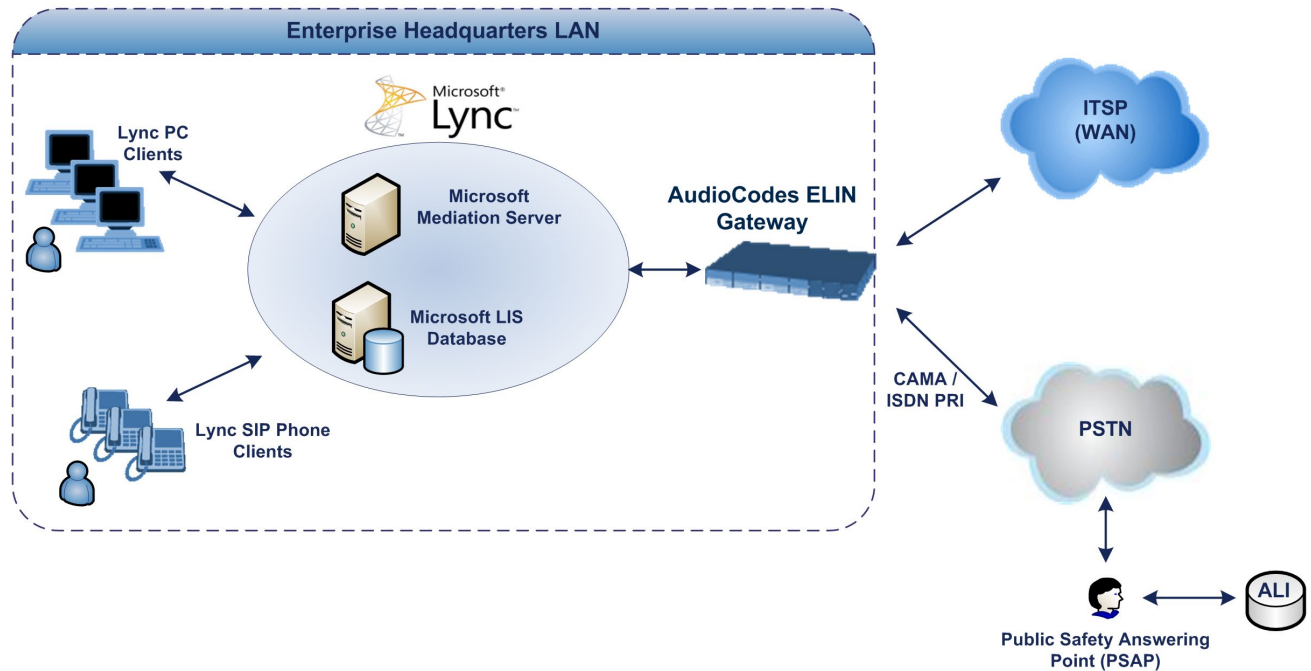 Enterprise Headquarters LAN
Microsoft®
Lync™
Lync PC
Clients
Microsoft
Mediation Server
Microsoft LIS
Database
Lync SIP Phone
Clients
AudioCodes ELIN
Gateway
ITSP
(WAN)
CAMA /
ISDN PRI
PSTN
ALI
Public Safety Answering
Point (PSAP)